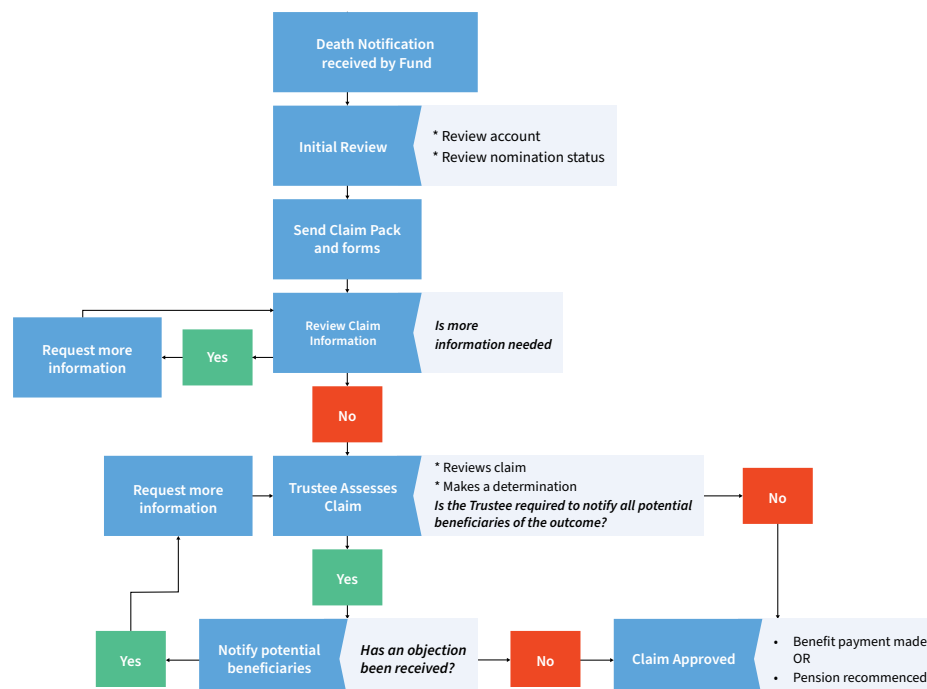 Death Notification
received by Fund
Initial Review
* Review account
* Review nomination status
Send Claim Pack
and forms
Review Claim
Information
Is more
information needed
Yes
Request more
information
No
Request more
information
Trustee Assesses
Claim
* Reviews claim
* Makes a determination
Is the Trustee required to notify all potential
beneficiaries of the outcome?
No
Yes
Yes
Notify potential
beneficiaries
Has an objection
been received?
No
Claim Approved
• Benefit payment made
OR
• Pension recommenced